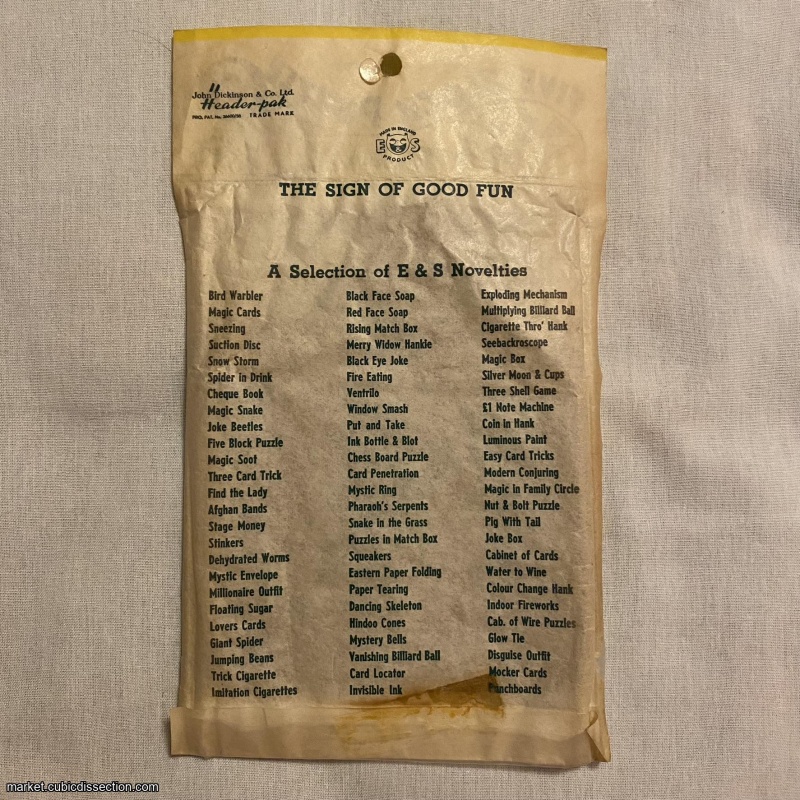 John Dickinson & Co. Ltd.
Header-pak
TRADE MARK
MADE IN ENGLAND
E S
PRODUCT
THE SIGN OF GOOD FUN
A Selection of E & S Novelties
Bird Warbler
Magic Cards
Sneezing
Suction Disc
Snow Storm
Spider in Drink
Cheque Book
Magic Snake
Joke Beetles
Five Block Puzzle
Magic Soot
Three Card Trick
Find the Lady
Afghan Bands
Stage Money
Stinkers
Dehydrated Worms
Mystic Envelope
Millionaire Outfit
Floating Sugar
Lovers Cards
Giant Spider
Jumping Beans
Trick Cigarette
Imitation Cigarettes
Black Face Soap
Red Face Soap
Rising Match Box
Merry Widow Hankie
Black Eye Joke
Fire Eating
Ventrilo
Window Smash
Put and Take
Ink Bottle & Blot
Chess Board Puzzle
Card Penetration
Mystic Ring
Pharaoh's Serpents
Snake in the Grass
Puzzles in Match Box
Squeakers
Eastern Paper Folding
Paper Tearing
Dancing Skeleton
Hindoo Cones
Mystery Bells
Vanishing Billiard Ball
Card Locator
Invisible Ink
Exploding Mechanism
Multiplying Billiard Ball
Cigarette Thro' Hank
Seebackroscope
Magic Box
Silver Moon & Cups
Three Shell Game
£1 Note Machine
Coin in Hank
Luminous Paint
Easy Card Tricks
Modern Conjuring
Magic in Family Circle
Nut & Bolt Puzzle
Pig With Tail
Joke Box
Cabinet of Cards
Water to Wine
Colour Change Hank
Indoor Fireworks
Cab. of Wire Puzzles
Glow Tie
Disguise Outfit
Mocker Cards
Punchboards
market.cubicdissection.com